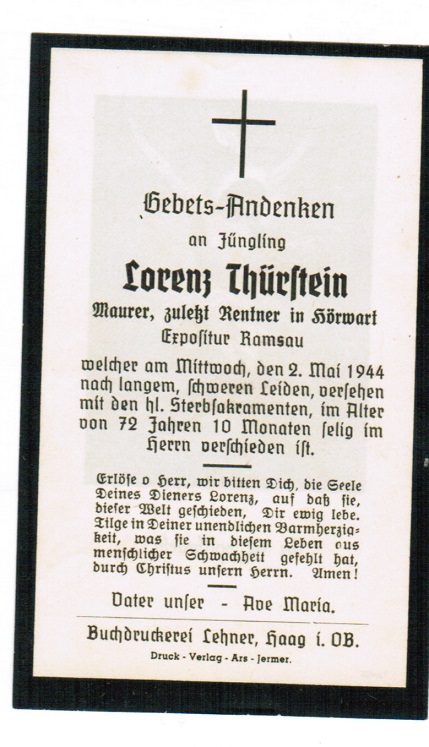 Gebets-Andenken
an Jüngling
Lorenz Thürstein
Maurer, zuletzt Rentner in Hörwart
Expositur Ramsau
welcher am Mittwoch, den 2. Mai 1944
nach langem, schweren Leiden, versehen
mit den hl. Sterbsakramenten, im Alter
von 72 Jahren 10 Monaten selig im
Herrn verschieden ist.
Erlöse o Herr, wir bitten Dich, die Seele
Deines Dieners Lorenz, auf daß sie,
dieser Welt geschieden, Dir ewig lebe.
Tilge in Deiner unendlichen Barmherzig-
keit, was sie in diesem Leben aus
menschlicher Schwachheit gefehlt hat,
durch Christus unsern Herrn. Amen!
Vater unser - Ave Maria.
Buchdruckerei Lehner, Haag i. OB.
Druck - Verlag - Ars - Jermer.